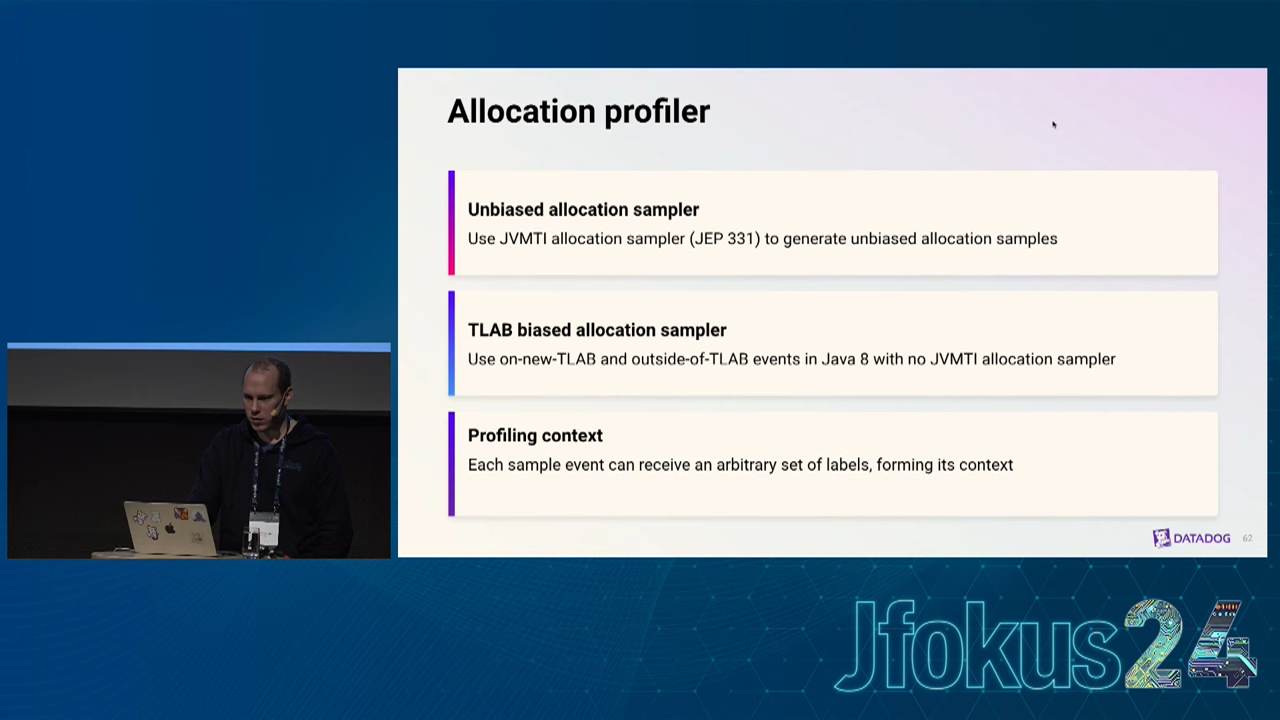 Allocation profiler
Unbiased allocation sampler
Use JVMTI allocation sampler (JEP 331) to generate unbiased allocation samples
TLAB biased allocation sampler
Use on-new-TLAB and outside-of-TLAB events in Java 8 with no JVMTI allocation sampler
Profiling context
Each sample event can receive an arbitrary set of labels, forming its context
DATADOG 62
Jfokus24